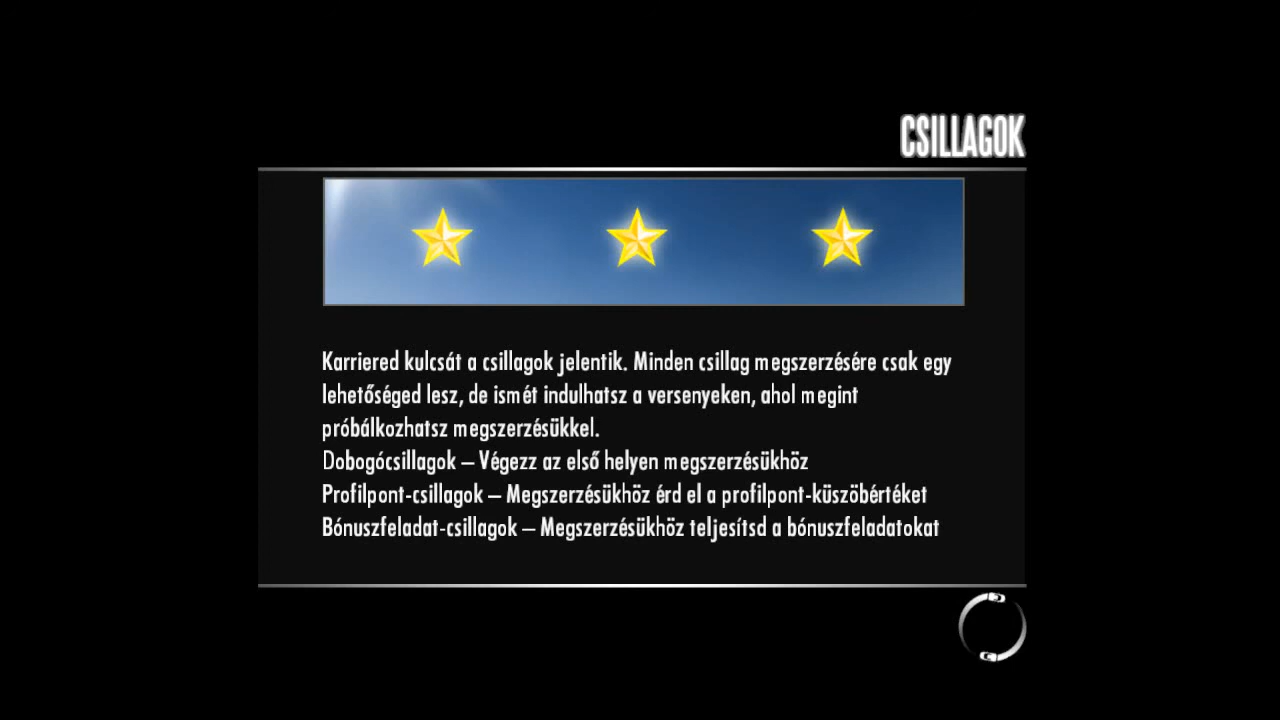 CSILLAGOK
Karriered kulcsát a csillagok jelentik. Minden csillag megszerzésére csak egy
lehetőséged lesz, de ismét indulhatsz a versenyeken, ahol megint
próbálkozhatsz megszerzésükkel.
Dobogócsillagok – Végezz az első helyen megszerzésükhöz
Profilpont-csillagok – Megszerzésükhöz érd el a profilpont-küszöbértéket
Bónuszfeladat-csillagok – Megszerzésükhöz teljesítsd a bónuszfeladatokat